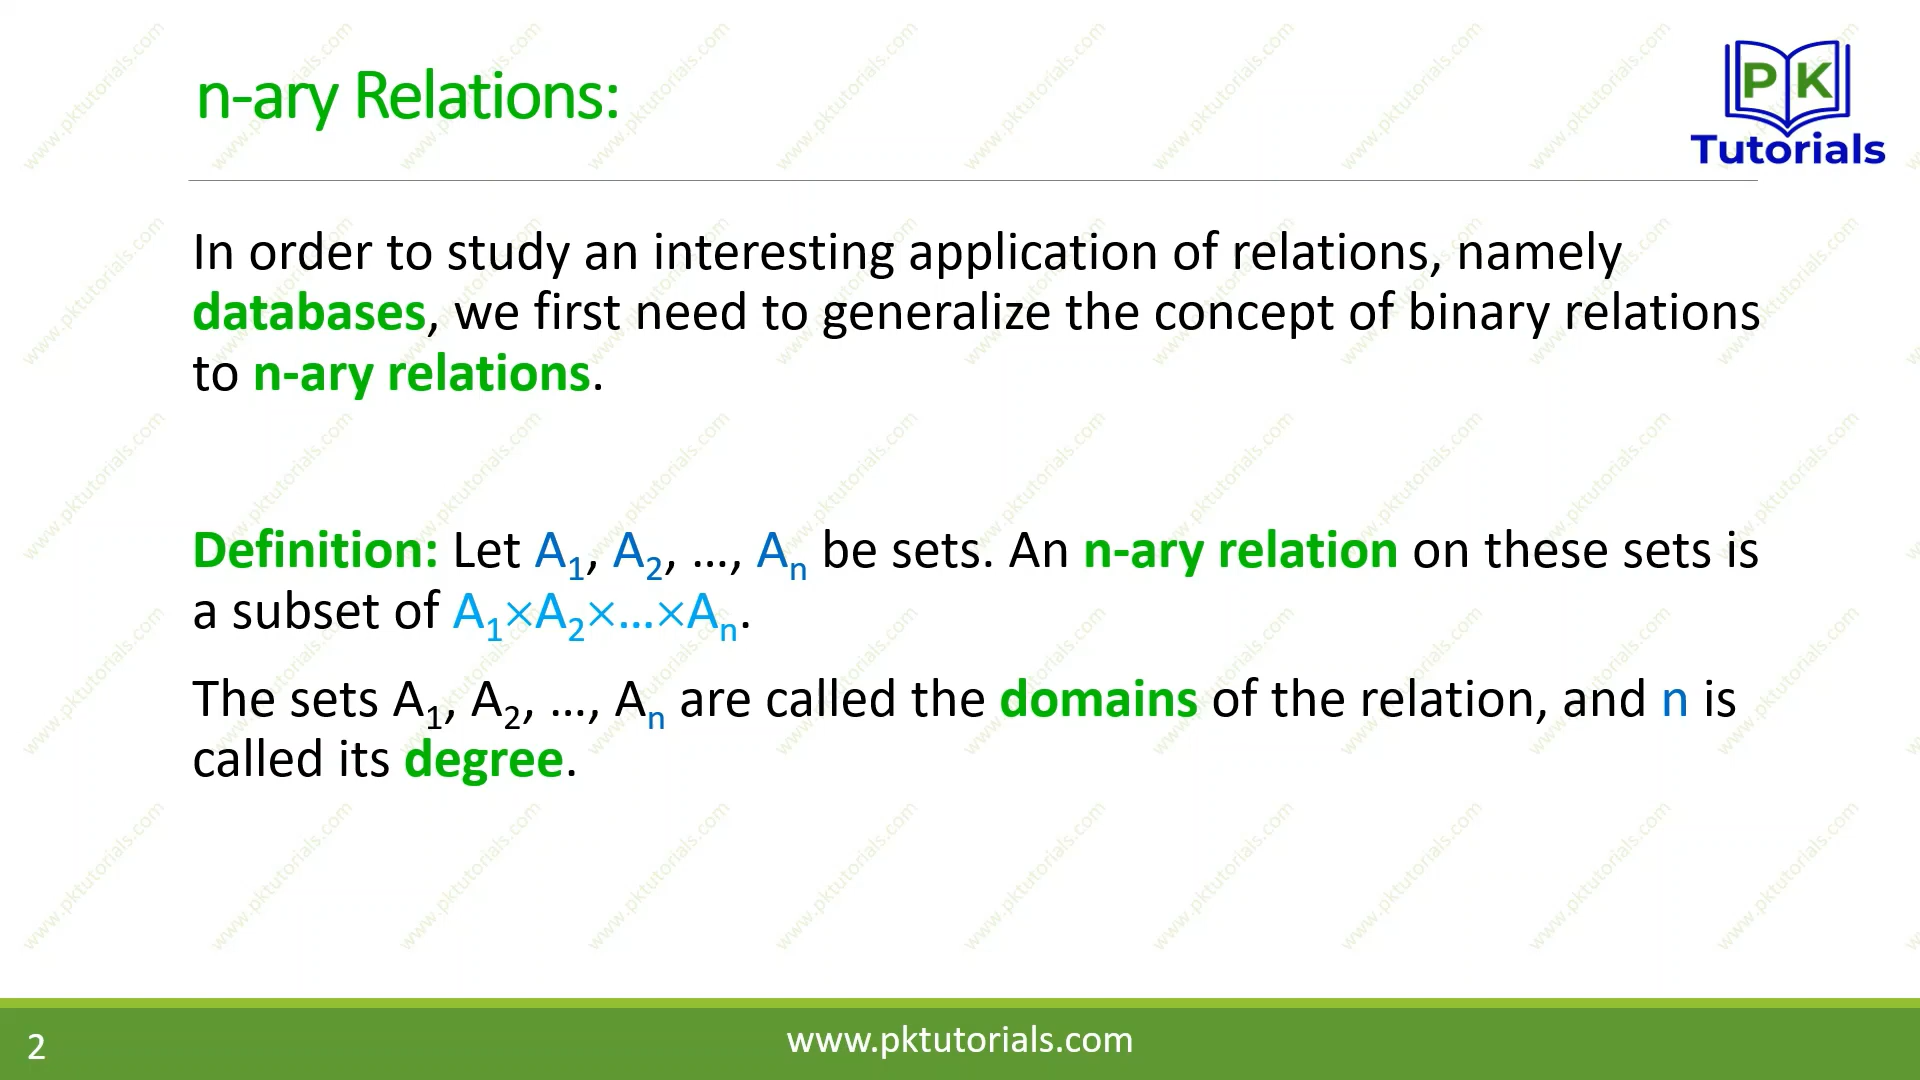 n-ary Relations:
PK
Tutorials
In order to study an interesting application of relations, namely
databases, we first need to generalize the concept of binary relations
to n-ary relations.
Definition: Let A₁, A₂, …, Aₙ be sets. An n-ary relation on these sets is
a subset of A₁×A₂×…×Aₙ.
The sets A₁, A₂, …, Aₙ are called the domains of the relation, and n is
called its degree.
2
www.pktutorials.com